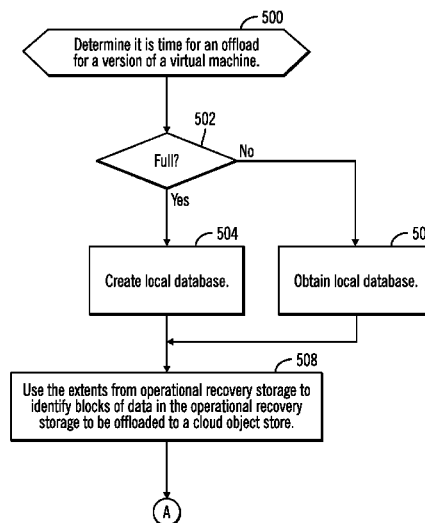 500
Determine it is time for an offload
for a version of a virtual machine.
502
Full?
No
Yes
504
Create local database.
Obtain local database.
508
Use the extents from operational recovery storage to
identify blocks of data in the operational recovery
storage to be offloaded to a cloud object store.
A